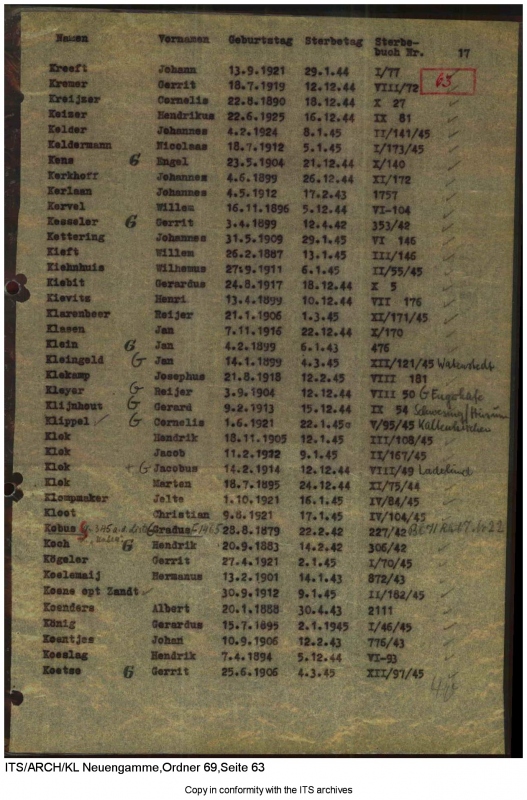 Namen Vornamen Geburtstag Sterbetag Sterbe-
buch Nr. 17
63
Kreeft Johann 13.9.1921 29.1.44 I/77
Kremer Gerrit 18.7.1919 12.12.44 VIII/72
Kreijzer Cornelis 22.8.1890 18.12.44 X 27
Keizer Hendrikus 22.6.1925 16.12.44 IX 81
Kelder Johannes 4.2.1924 8.1.45 II/141/45
Keldermann Nicolaas 18.7.1912 5.1.45 I/173/45
Kens G Engel 23.5.1904 21.12.44 X/140
Kerkhoff Johannes 4.6.1899 26.12.44 XI/172
Kerlaan Johannes 4.5.1912 17.2.43 1757
Kervel Willem 16.11.1896 5.12.44 VI-104
Kesseler G Gerrit 3.4.1899 12.4.42 353/42
Kettering Johannes 31.5.1909 29.1.45 VI 146
Kieft Willem 26.2.1887 13.1.45 III/146
Kiehnhuis Wilhemus 27.9.1911 6.1.45 II/55/45
Kiebit Gerardus 24.8.1917 18.12.44 X 5
Kievits Henri 13.4.1899 10.12.44 VII 176
Klarenbeer Reijer 21.1.1906 1.3.45 XI/171/45
Klasen Jan 7.11.1916 22.12.44 X/170
Klein G Jan 4.2.1899 6.1.43 476
Kleingeld G Jan 14.1.1899 4.3.45 XII/121/45 Watenstedt
Klekamp Josephus 21.8.1918 12.2.45 VIII 181
Kleyer G Reijer 3.9.1904 12.12.44 VIII 50 G Engerhafe
Klijnhout G Gerard 9.2.1913 15.12.44 IX 54 Schwesing/Husum
Klippel G Cornelis 1.6.1921 22.1.45 V/95/45 Kaltenkirchen
Klok Hendrik 18.11.1905 12.1.45 III/108/45
Klok Jacob 11.2.1922 9.1.45 II/167/45
Klok + G Jacobus 14.2.1914 12.12.44 VIII/49 Ladelund
Klok Marten 18.7.1895 24.12.44 XI/75/44
Klompmaker Jelte 1.10.1921 16.1.45 IV/84/45
Kloot Christian 9.8.1921 17.1.45 IV/104/45
Kobus Gradus 28.8.1879 22.2.42 227/42
Koch G Hendrik 20.9.1883 14.2.42 306/42
Kögeler Gerrit 27.4.1921 2.1.45 I/70/45
Koelemaij Hermanus 13.2.1901 14.1.43 872/43
Koens opt Zandt 30.9.1912 9.1.45 II/182/45
Koenders Albert 20.1.1888 30.4.43 2111
König Gerardus 15.7.1895 2.1.1945 I/46/45
Koentjes Johan 10.9.1906 12.2.43 776/43
Koeslag Hendrik 7.4.1894 5.12.44 VI-93
Koetse G Gerrit 25.6.1906 4.3.45 XII/97/45
ITS/ARCH/KL Neuengamme,Ordner 69,Seite 63
Copy in conformity with the ITS archives